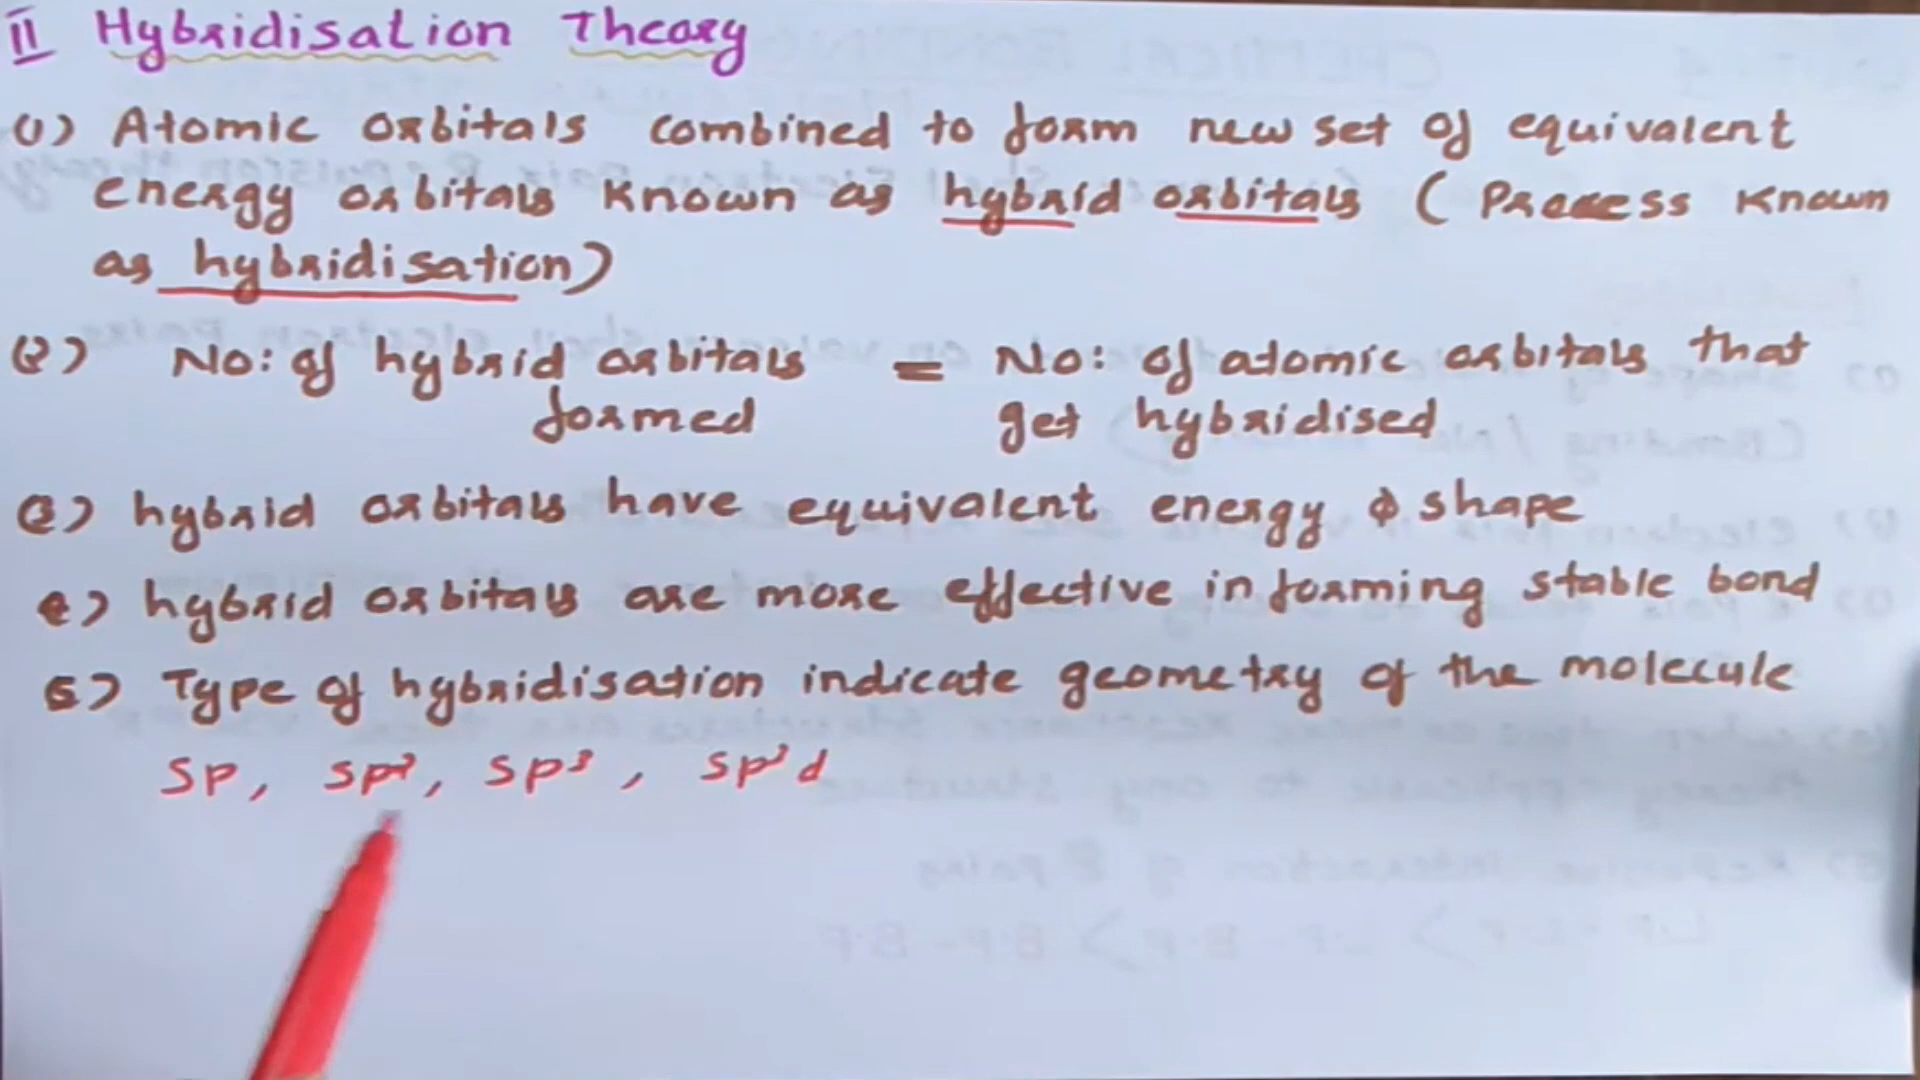 II Hybridisation Theory
(1) Atomic orbitals combined to form new set of equivalent
energy orbitals known as hybrid orbitals ( Process known
as hybridisation)
(2) No: of hybrid orbitals = No: of atomic orbitals that
formed get hybridised
(3) hybrid orbitals have equivalent energy & shape
4) hybrid orbitals are more effective in forming stable bond
5) Type of hybridisation indicate geometry of the molecule
SP, SP², SP³, SP³d